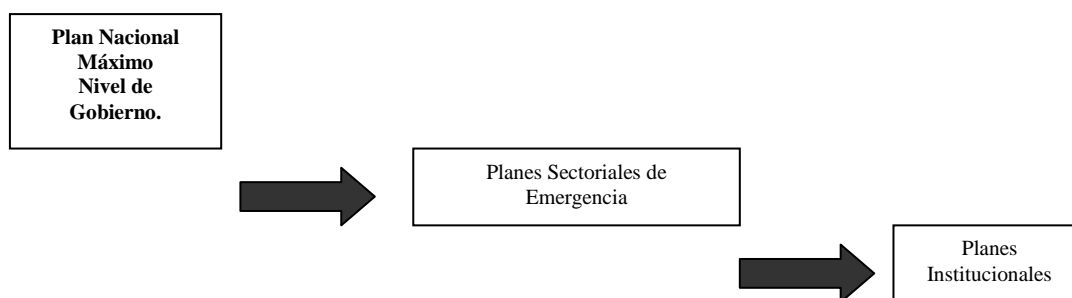 Plan Nacional
Máximo
Nivel de
Gobierno.
Planes Sectoriales de
Emergencia
Planes
Institucionales